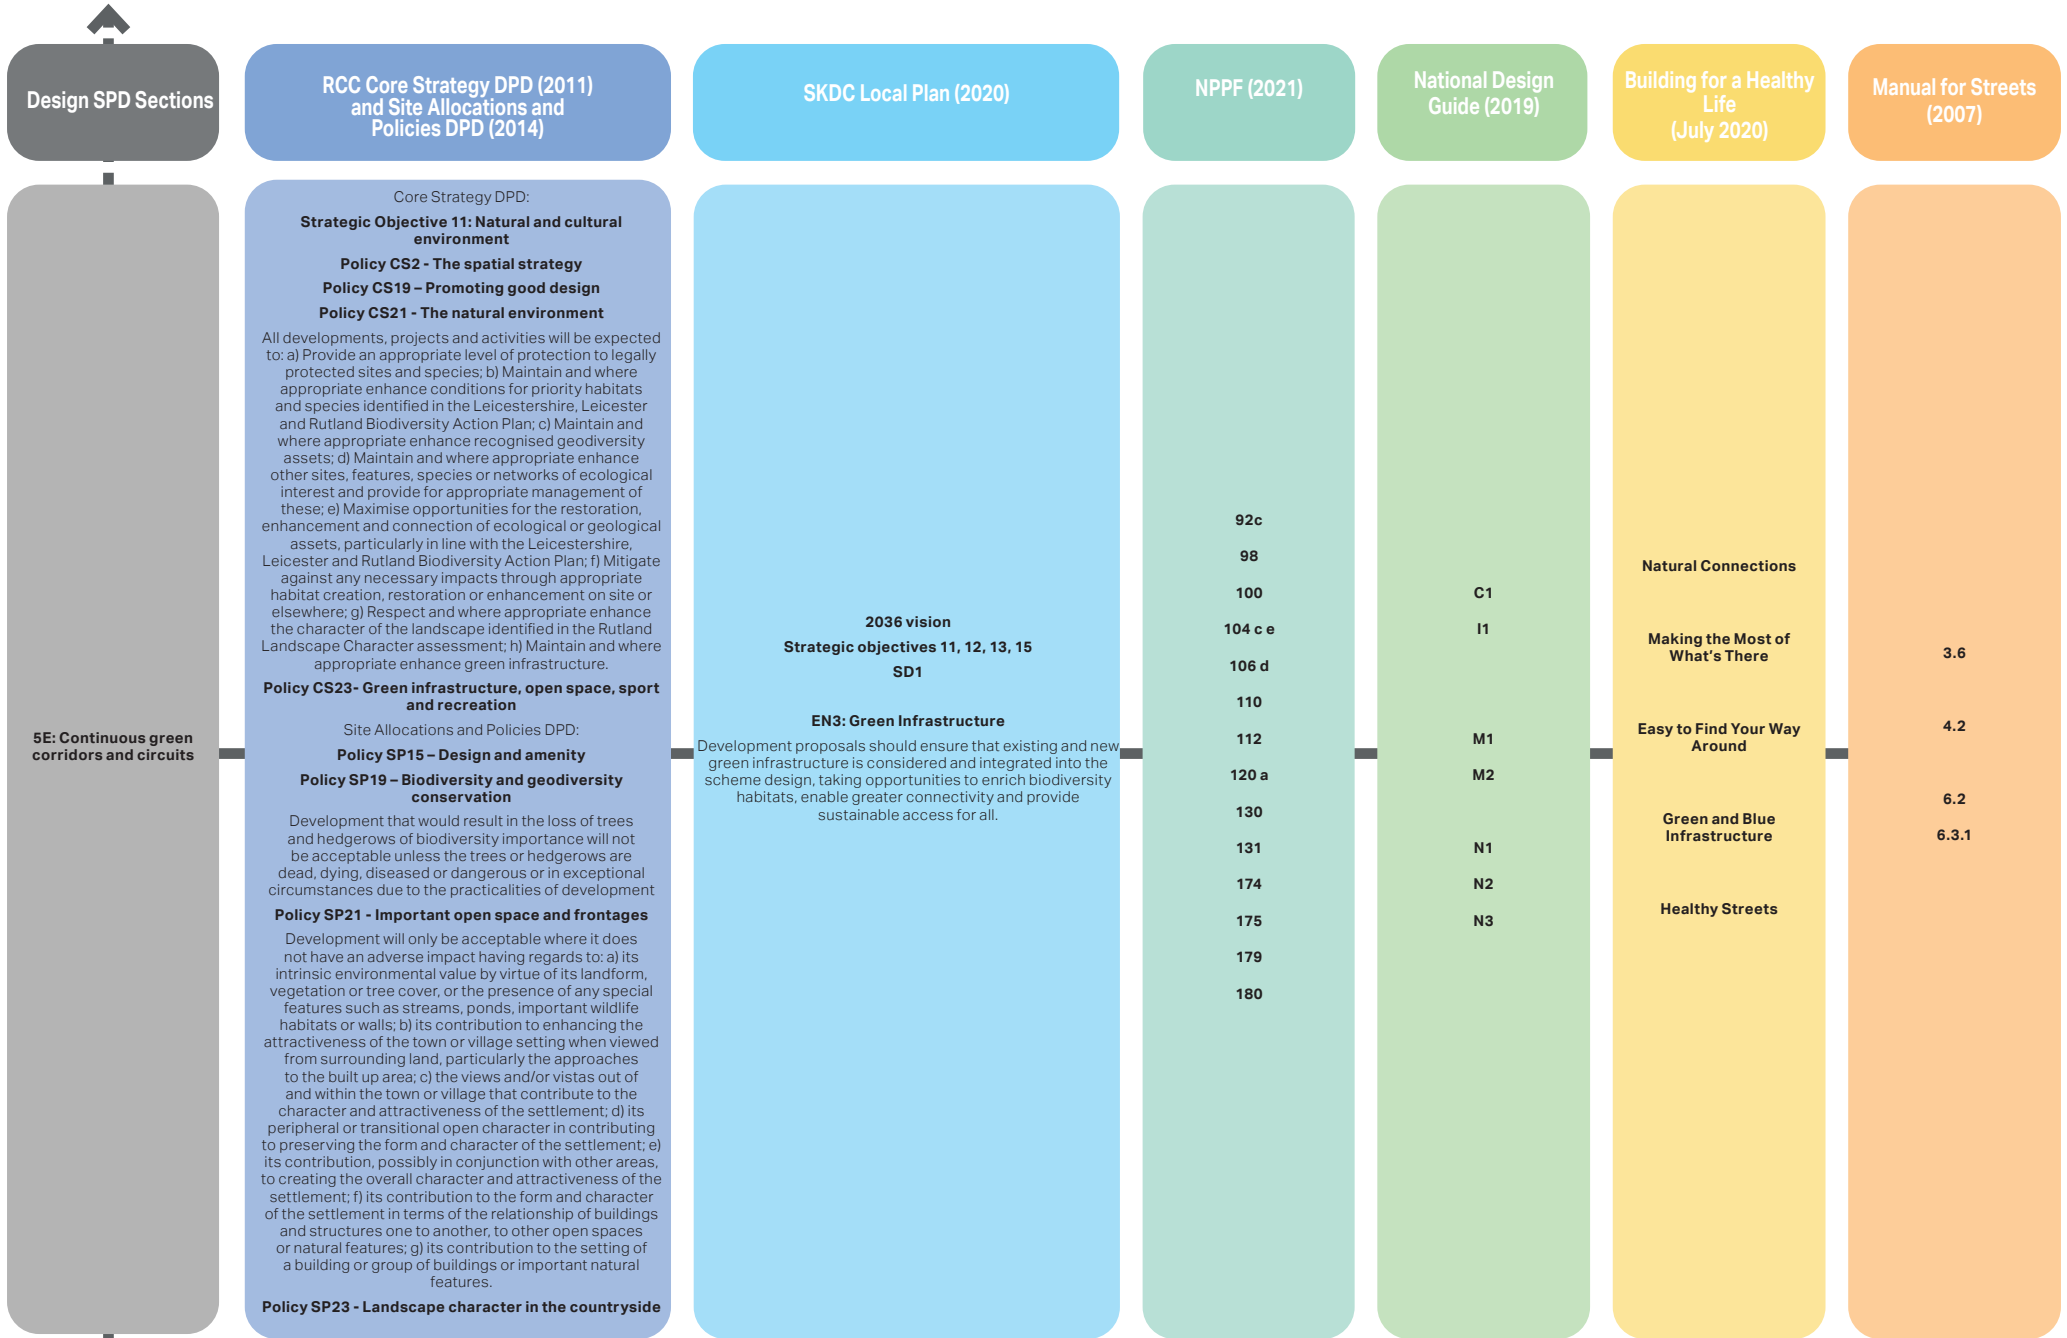 Design SPD Sections
RCC Core Strategy DPD (2011)
and Site Allocations and
Policies DPD (2014)
SKDC Local Plan (2020)
NPPF (2021)
National Design
Guide (2019)
Building for a Healthy
Life
(July 2020)
Manual for Streets
(2007)
5E: Continuous green
corridors and circuits
Core Strategy DPD:
Strategic Objective 11: Natural and cultural
environment
Policy CS2 - The spatial strategy
Policy CS19 – Promoting good design
Policy CS21 - The natural environment
All developments, projects and activities will be expected
to: a) Provide an appropriate level of protection to legally
protected sites and species; b) Maintain and where
appropriate enhance conditions for priority habitats
and species identified in the Leicestershire, Leicester
and Rutland Biodiversity Action Plan; c) Maintain and
where appropriate enhance recognised geodiversity
assets; d) Maintain and where appropriate enhance
other sites, features, species or networks of ecological
interest and provide for appropriate management of
these; e) Maximise opportunities for the restoration,
enhancement and connection of ecological or geological
assets, particularly in line with the Leicestershire,
Leicester and Rutland Biodiversity Action Plan; f) Mitigate
against any necessary impacts through appropriate
habitat creation, restoration or enhancement on site or
elsewhere; g) Respect and where appropriate enhance
the character of the landscape identified in the Rutland
Landscape Character assessment; h) Maintain and where
appropriate enhance green infrastructure.
Policy CS23- Green infrastructure, open space, sport
and recreation
Site Allocations and Policies DPD:
Policy SP15 – Design and amenity
Policy SP19 – Biodiversity and geodiversity
conservation
Development that would result in the loss of trees
and hedgerows of biodiversity importance will not
be acceptable unless the trees or hedgerows are
dead, dying, diseased or dangerous or in exceptional
circumstances due to the practicalities of development
Policy SP21 - Important open space and frontages
Development will only be acceptable where it does
not have an adverse impact having regards to: a) its
intrinsic environmental value by virtue of its landform,
vegetation or tree cover, or the presence of any special
features such as streams, ponds, important wildlife
habitats or walls; b) its contribution to enhancing the
attractiveness of the town or village setting when viewed
from surrounding land, particularly the approaches
to the built up area; c) the views and/or vistas out of
and within the town or village that contribute to the
character and attractiveness of the settlement; d) its
peripheral or transitional open character in contributing
to preserving the form and character of the settlement; e)
its contribution, possibly in conjunction with other areas,
to creating the overall character and attractiveness of the
settlement; f) its contribution to the form and character
of the settlement in terms of the relationship of buildings
and structures one to another, to other open spaces
or natural features; g) its contribution to the setting of
a building or group of buildings or important natural
features.
Policy SP23 - Landscape character in the countryside
2036 vision
Strategic objectives 11, 12, 13, 15
SD1
EN3: Green Infrastructure
Development proposals should ensure that existing and new
green infrastructure is considered and integrated into the
scheme design, taking opportunities to enrich biodiversity
habitats, enable greater connectivity and provide
sustainable access for all.
92c
98
100
104 c e
106 d
110
112
120 a
130
131
174
175
179
180
C1
I1
M1
M2
N1
N2
N3
Natural Connections
Making the Most of
What's There
Easy to Find Your Way
Around
Green and Blue
Infrastructure
Healthy Streets
3.6
4.2
6.2
6.3.1